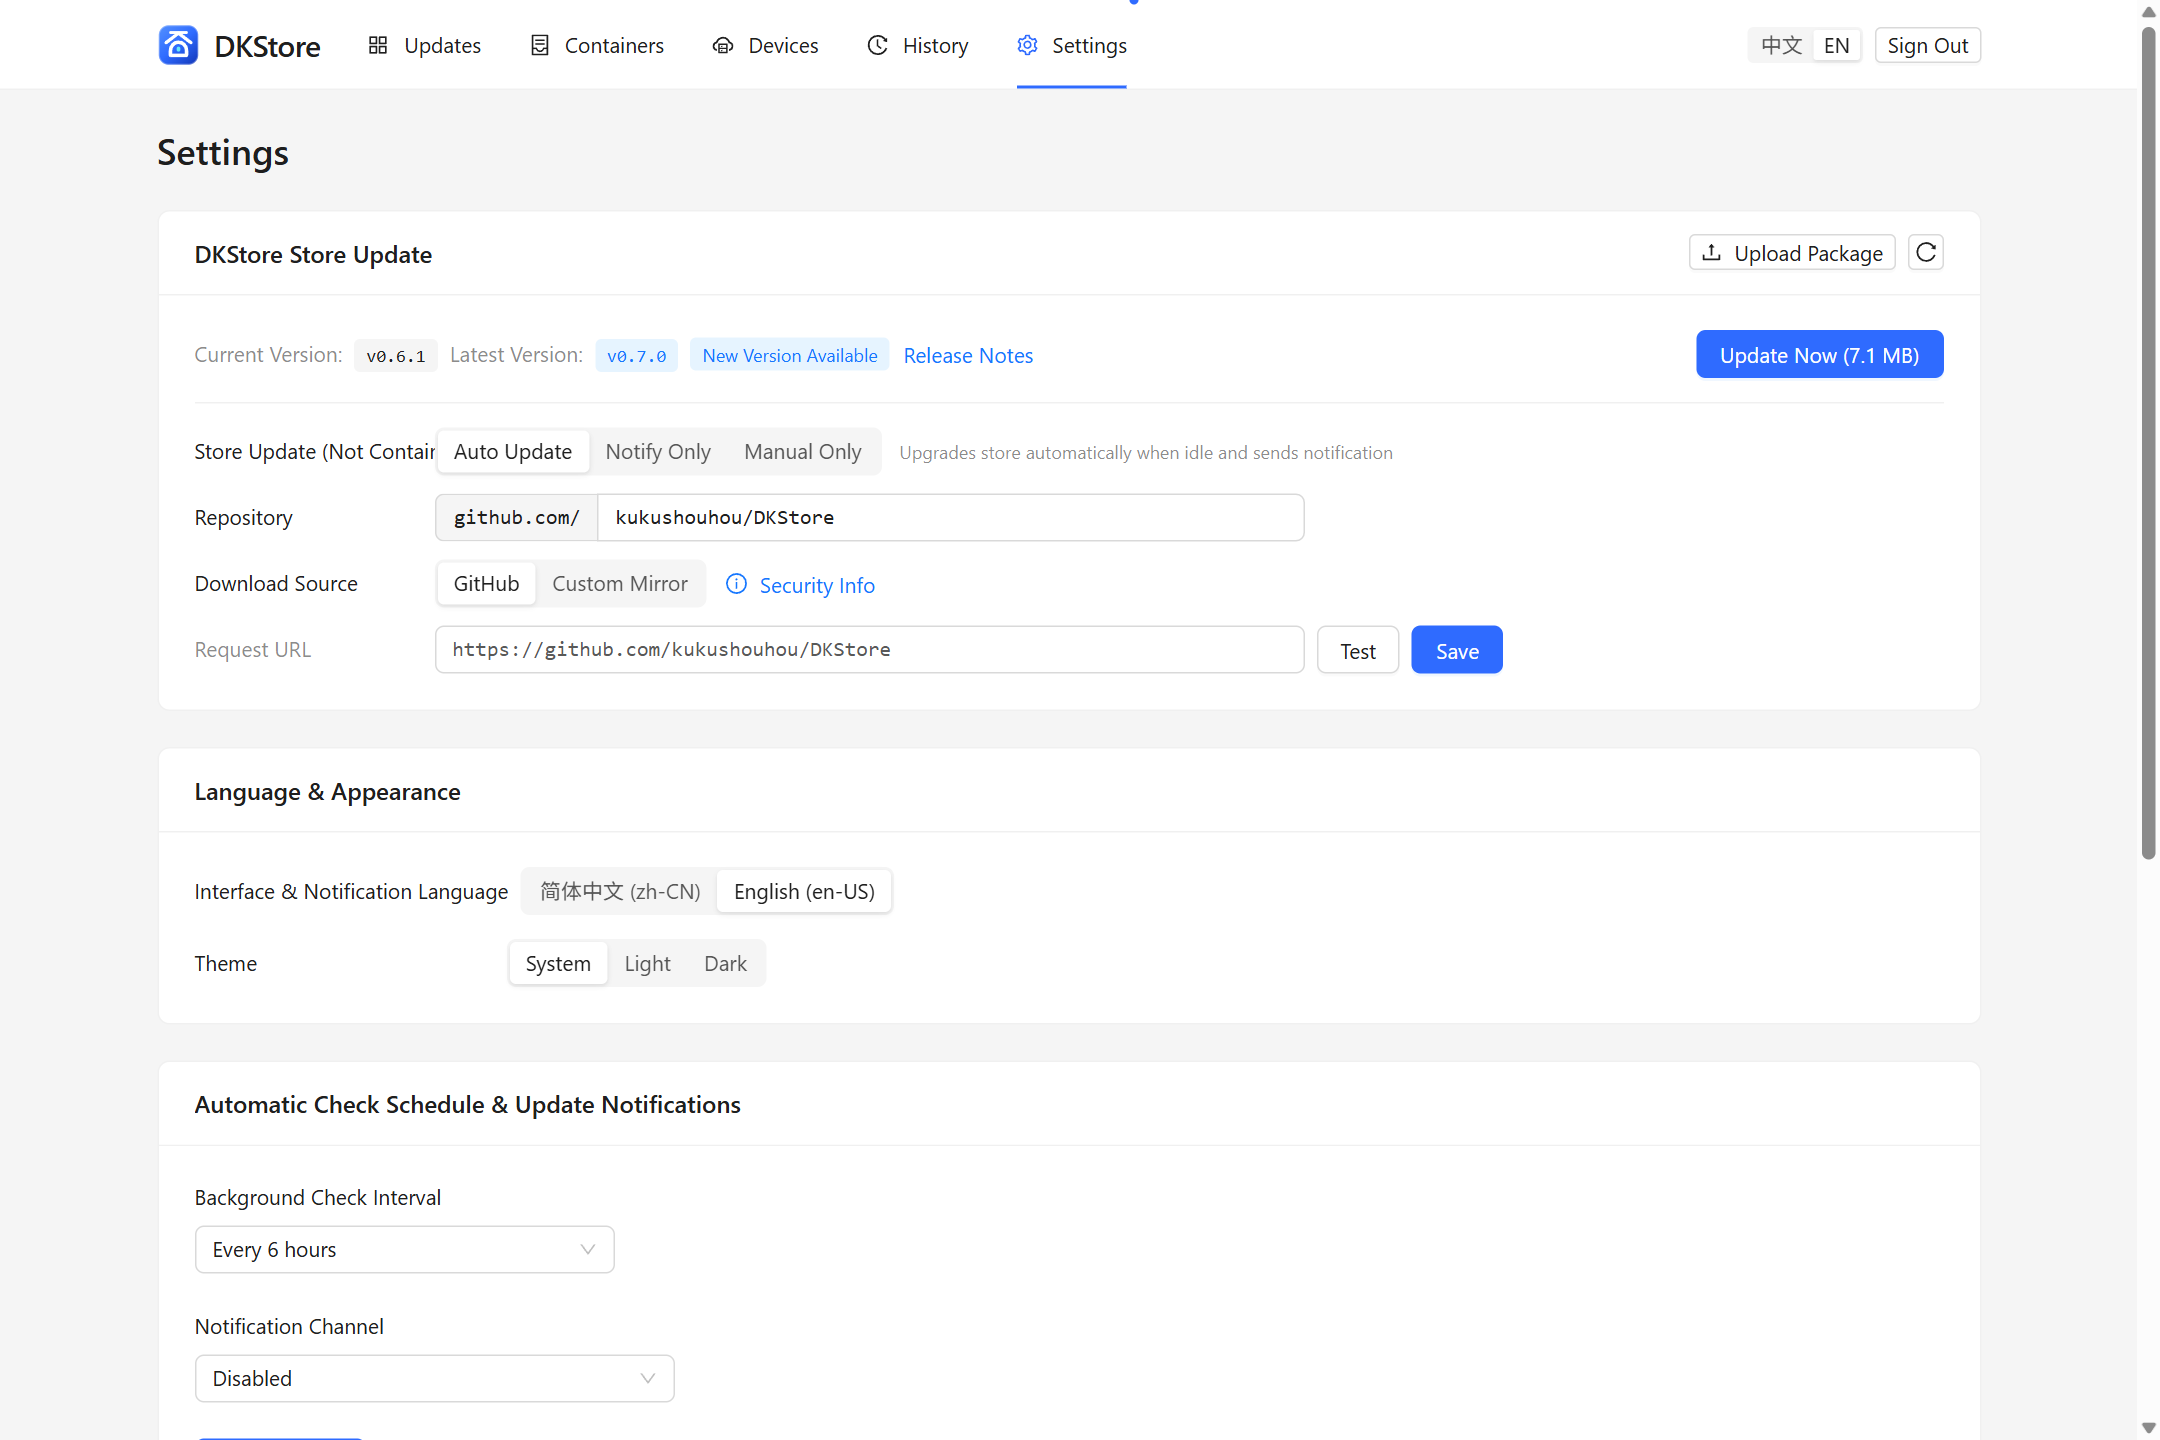 DKStore Updates Containers Devices History Settings 中文 EN Sign Out
Settings
DKStore Store Update Upload Package
Current Version: v0.6.1 Latest Version: v0.7.0 New Version Available Release Notes Update Now (7.1 MB)
Store Update (Not Contair Auto Update Notify Only Manual Only Upgrades store automatically when idle and sends notification
Repository github.com/ kukushouhou/DKStore
Download Source GitHub Custom Mirror Security Info
Request URL https://github.com/kukushouhou/DKStore Test Save
Language & Appearance
Interface & Notification Language 简体中文 (zh-CN) English (en-US)
Theme System Light Dark
Automatic Check Schedule & Update Notifications
Background Check Interval
Every 6 hours
Notification Channel
Disabled